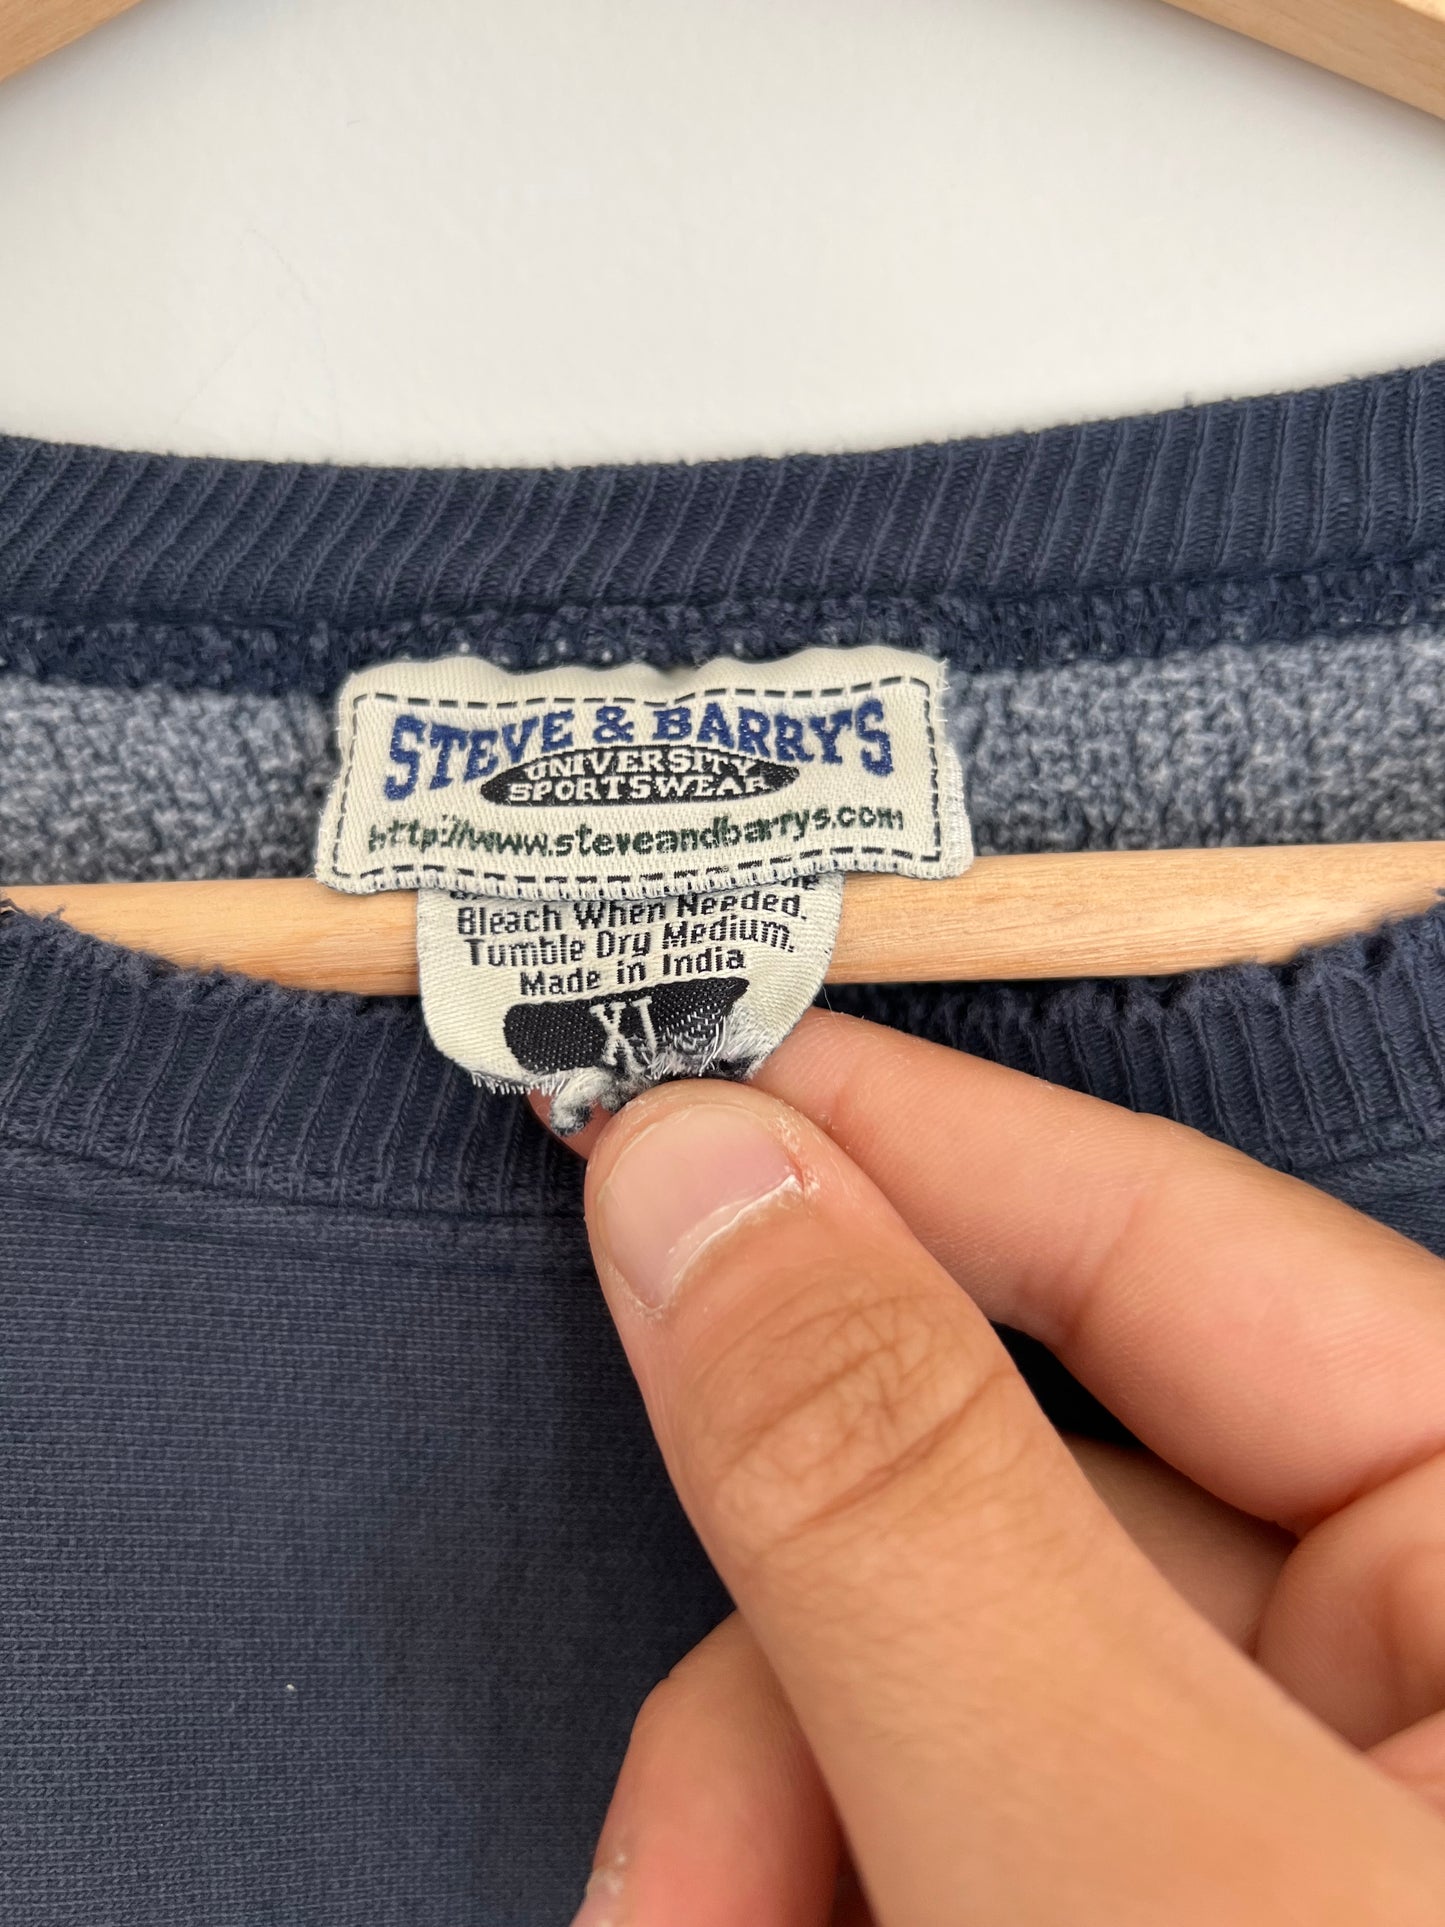 STEVE & BARRY'S
UNIVERSITY
SPORTSWEAR
http://www.steveandbarrys.com
Bleach When Needed.
Tumble Dry Medium.
Made in India
XL